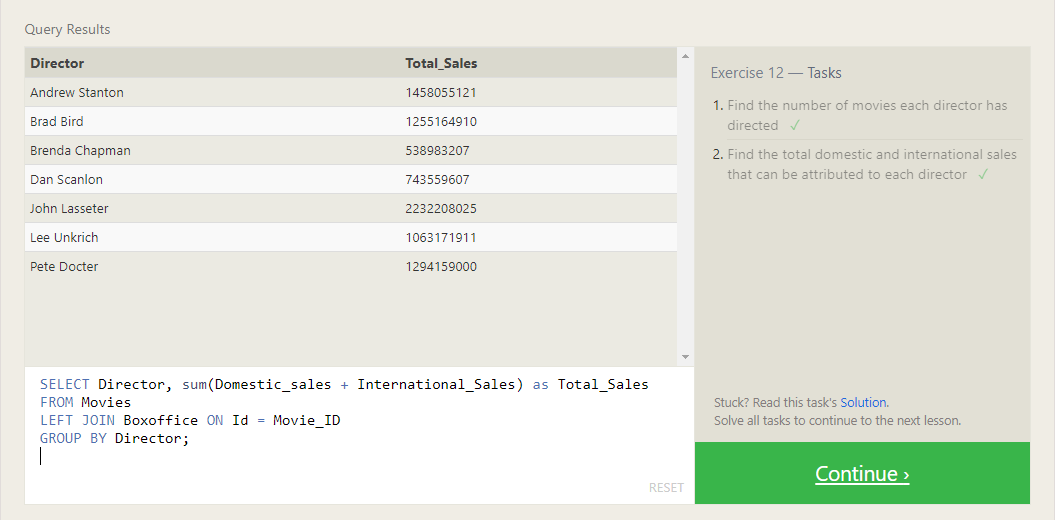 Query Results
Director Total_Sales
Andrew Stanton 1458055121
Brad Bird 1255164910
Brenda Chapman 538983207
Dan Scanlon 743559607
John Lasseter 2232208025
Lee Unkrich 1063171911
Pete Docter 1294159000
SELECT Director, sum(Domestic_sales + International_Sales) as Total_Sales
FROM Movies
LEFT JOIN Boxoffice ON Id = Movie_ID
GROUP BY Director;
RESET
Exercise 12 — Tasks
1. Find the number of movies each director has
directed ✓
2. Find the total domestic and international sales
that can be attributed to each director ✓
Stuck? Read this task's Solution.
Solve all tasks to continue to the next lesson.
Continue ›